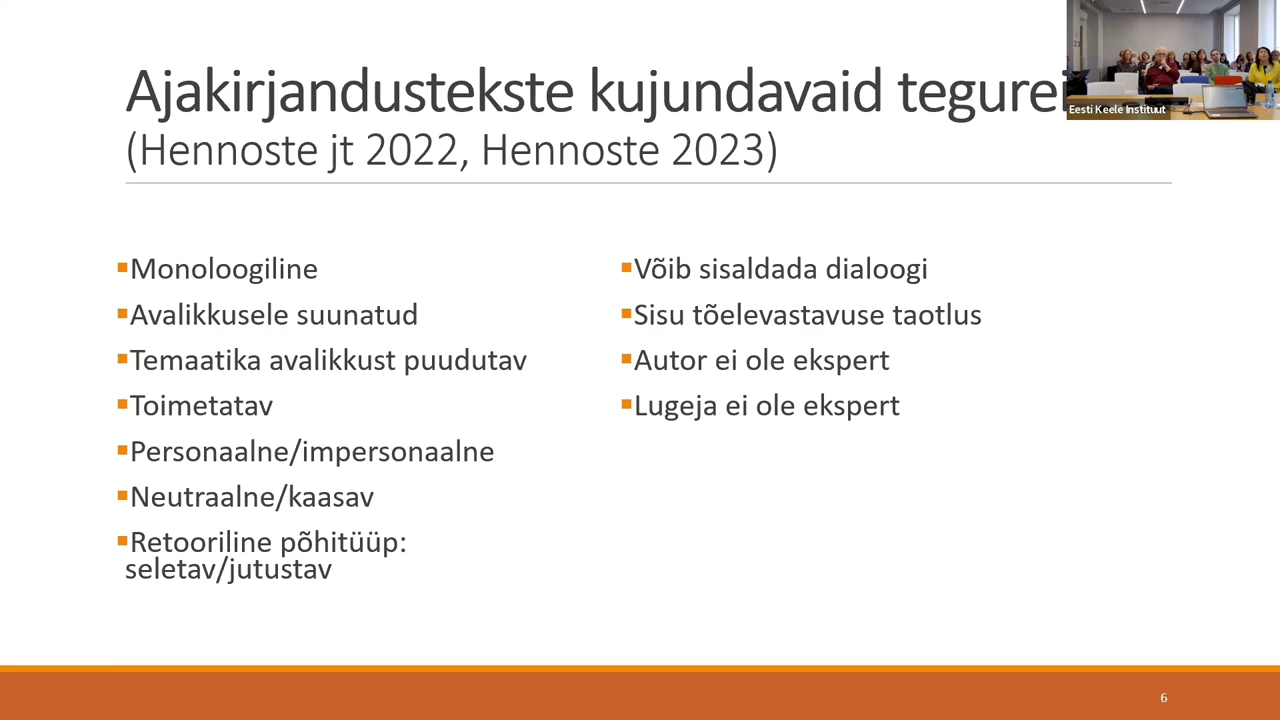 Ajakirjandustekste kujundavaid
(Hennoste jt 2022, Hennoste 2023)
Eesti Keele Instituut
Monoloogiline
Avalikkusele suunatud
Temaatika avalikkust puudutav
Toimetatav
Personaalne/impersonaalne
Neutraalne/kaasav
Retooriline põhitüüp:
seletav/jutustav
Võib sisaldada dialoogi
Sisu tõelevastavuse taotlus
Autor ei ole ekspert
Lugeja ei ole ekspert
6